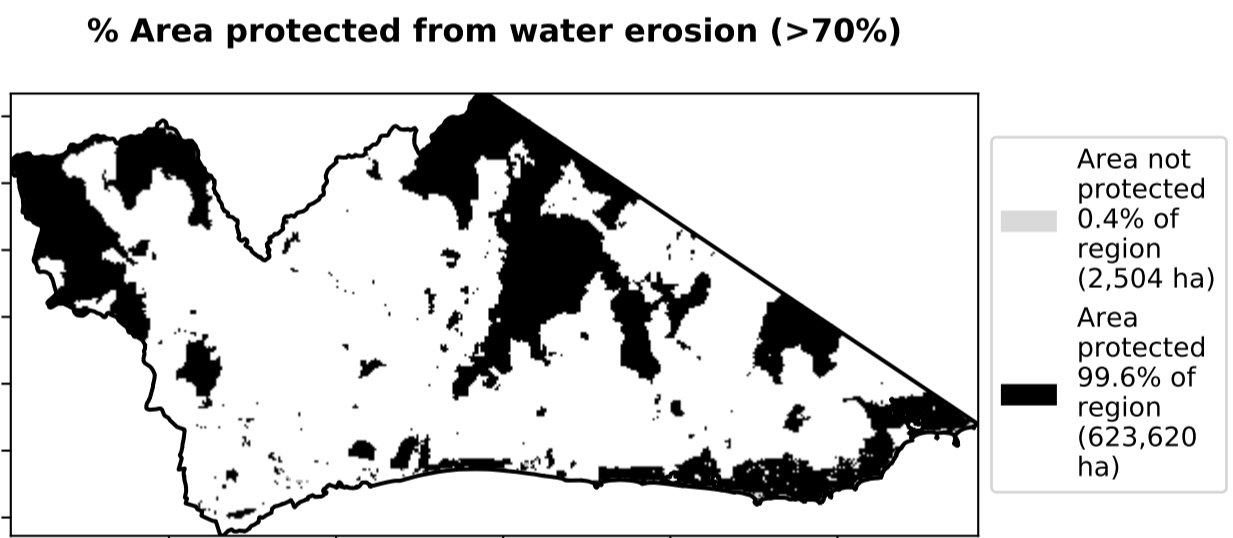 % Area protected from water erosion (>70%)
Area not
protected
0.4% of
region
(2,504 ha)
Area
protected
99.6% of
region
(623,620
ha)